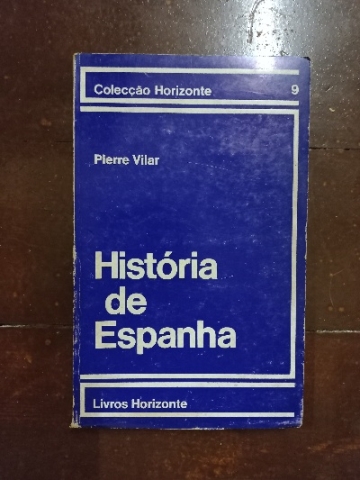 Colecção Horizonte 9
Pierre Vilar
História
de
Espanha
Livros Horizonte